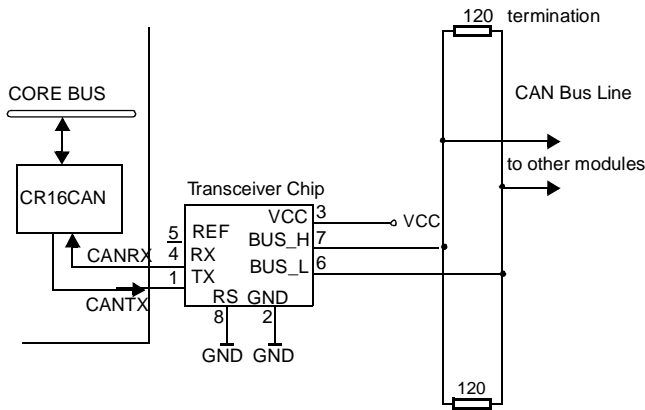 120 termination
CORE BUS
CAN Bus Line
to other modules
CR16CAN
Transceiver Chip
VCC 3
VCC
5 REF
BUS_H 7
4 RX
CANRX
BUS_L 6
1 TX
CANTX
RS GND
8 2
GND GND
120